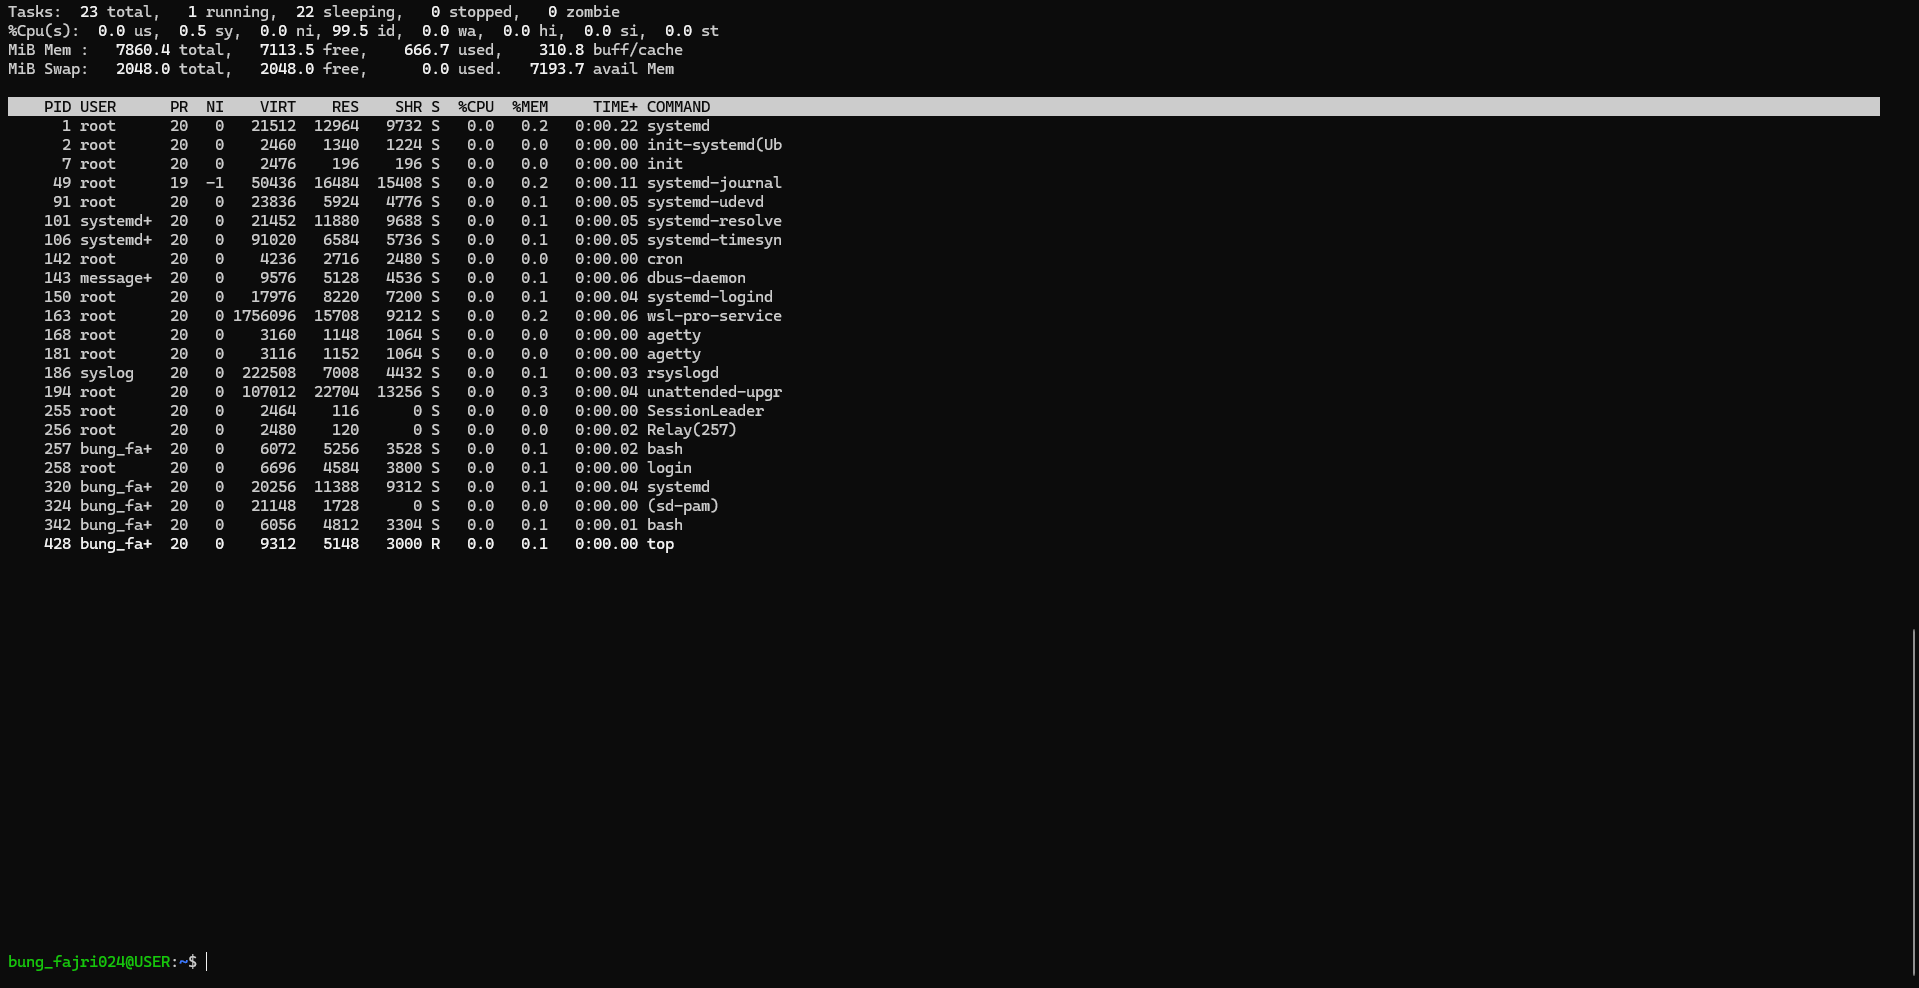 Tasks:  23 total,   1 running,  22 sleeping,   0 stopped,   0 zombie
%Cpu(s):  0.0 us,  0.5 sy,  0.0 ni, 99.5 id,  0.0 wa,  0.0 hi,  0.0 si,  0.0 st
MiB Mem :   7860.4 total,   7113.5 free,    666.7 used,    310.8 buff/cache
MiB Swap:   2048.0 total,   2048.0 free,      0.0 used.   7193.7 avail Mem
    PID USER      PR  NI    VIRT    RES    SHR S  %CPU  %MEM     TIME+ COMMAND
      1 root      20   0   21512  12964   9732 S   0.0   0.2   0:00.22 systemd
      2 root      20   0    2460   1340   1224 S   0.0   0.0   0:00.00 init-systemd(Ub
      7 root      20   0    2476    196    196 S   0.0   0.0   0:00.00 init
     49 root      19  -1   50436  16484  15408 S   0.0   0.2   0:00.11 systemd-journal
     91 root      20   0   23836   5924   4776 S   0.0   0.1   0:00.05 systemd-udevd
    101 systemd+  20   0   21452  11880   9688 S   0.0   0.1   0:00.05 systemd-resolve
    106 systemd+  20   0   91020   6584   5736 S   0.0   0.1   0:00.05 systemd-timesyn
    142 root      20   0    4236   2716   2480 S   0.0   0.0   0:00.00 cron
    143 message+  20   0    9576   5128   4536 S   0.0   0.1   0:00.06 dbus-daemon
    150 root      20   0   17976   8220   7200 S   0.0   0.1   0:00.04 systemd-logind
    163 root      20   0 1756096  15708   9212 S   0.0   0.2   0:00.06 wsl-pro-service
    168 root      20   0    3160   1148   1064 S   0.0   0.0   0:00.00 agetty
    181 root      20   0    3116   1152   1064 S   0.0   0.0   0:00.00 agetty
    186 syslog    20   0  222508   7008   4432 S   0.0   0.1   0:00.03 rsyslogd
    194 root      20   0  107012  22704  13256 S   0.0   0.3   0:00.04 unattended-upgr
    255 root      20   0    2464    116      0 S   0.0   0.0   0:00.00 SessionLeader
    256 root      20   0    2480    120      0 S   0.0   0.0   0:00.02 Relay(257)
    257 bung_fa+  20   0    6072   5256   3528 S   0.0   0.1   0:00.02 bash
    258 root      20   0    6696   4584   3800 S   0.0   0.1   0:00.00 login
    320 bung_fa+  20   0   20256  11388   9312 S   0.0   0.1   0:00.04 systemd
    324 bung_fa+  20   0   21148   1728      0 S   0.0   0.0   0:00.00 (sd-pam)
    342 bung_fa+  20   0    6056   4812   3304 S   0.0   0.1   0:00.01 bash
    428 bung_fa+  20   0    9312   5148   3000 R   0.0   0.1   0:00.00 top
bung_fajri024@USER:~$